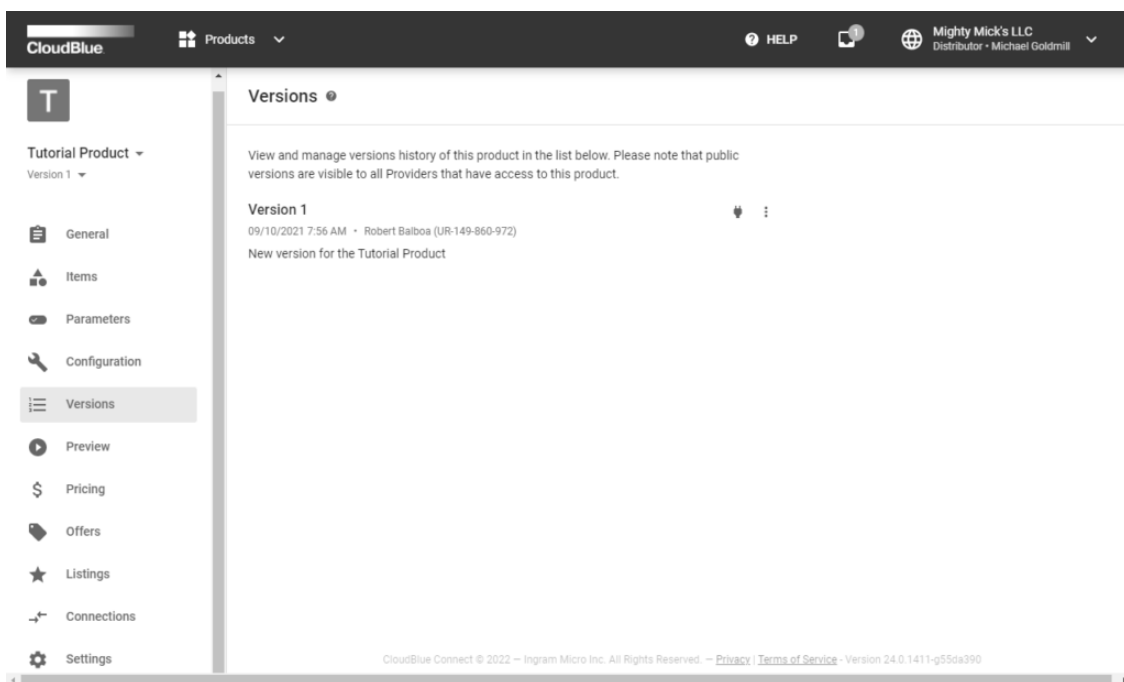 CloudBlue
Products
HELP
1
Mighty Mick's LLC
Distributor • Michael Goldmill
T
Tutorial Product
Version 1
General
Items
Parameters
Configuration
Versions
Preview
Pricing
Offers
Listings
Connections
Settings
Versions
View and manage versions history of this product in the list below. Please note that public
versions are visible to all Providers that have access to this product.
Version 1
09/10/2021 7:56 AM • Robert Balboa (UR-149-860-972)
New version for the Tutorial Product
CloudBlue Connect © 2022 — Ingram Micro Inc. All Rights Reserved. — Privacy | Terms of Service - Version 24.0.1411-g55da390